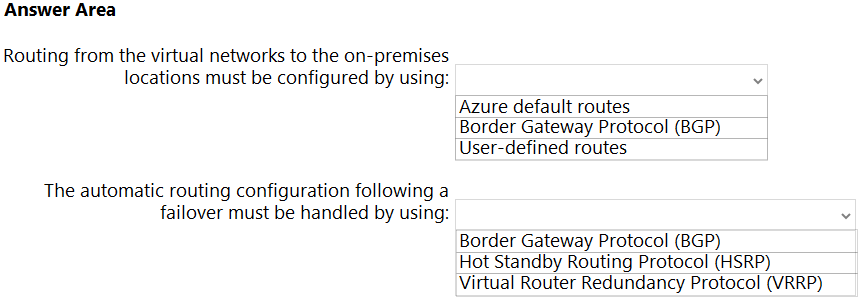 Answer Area
Routing from the virtual networks to the on-premises
locations must be configured by using:
Azure default routes
Border Gateway Protocol (BGP)
User-defined routes
The automatic routing configuration following a
failover must be handled by using:
Border Gateway Protocol (BGP)
Hot Standby Routing Protocol (HSRP)
Virtual Router Redundancy Protocol (VRRP)